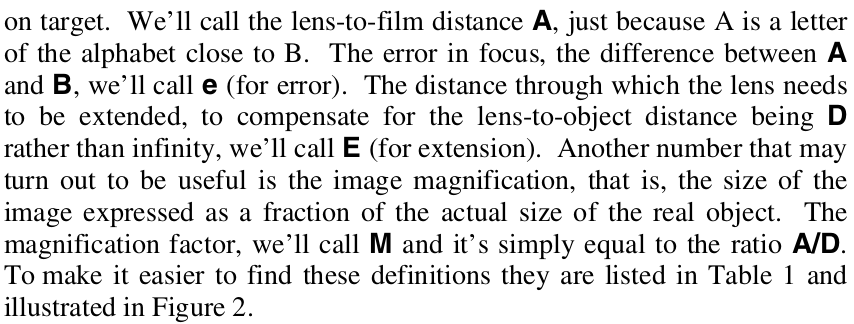 on target.  We’ll call the lens-to-film distance A, just because A is a letter
of the alphabet close to B.  The error in focus, the difference between A
and B, we’ll call e (for error).  The distance through which the lens needs
to be extended, to compensate for the lens-to-object distance being D
rather than infinity, we’ll call E (for extension).  Another number that may
turn out to be useful is the image magnification, that is, the size of the
image expressed as a fraction of the actual size of the real object.  The
magnification factor, we’ll call M and it’s simply equal to the ratio A/D.
To make it easier to find these definitions they are listed in Table 1 and
illustrated in Figure 2.